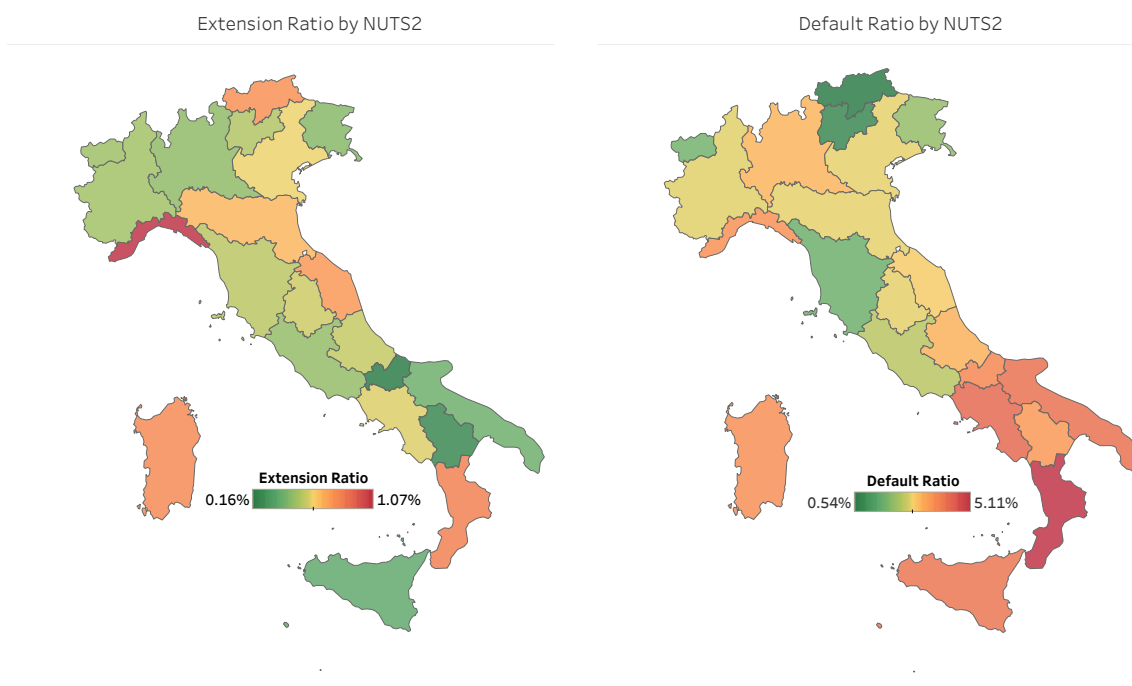 Extension Ratio by NUTS2
Default Ratio by NUTS2
Extension Ratio
0.16% 1.07%
Default Ratio
0.54% 5.11%